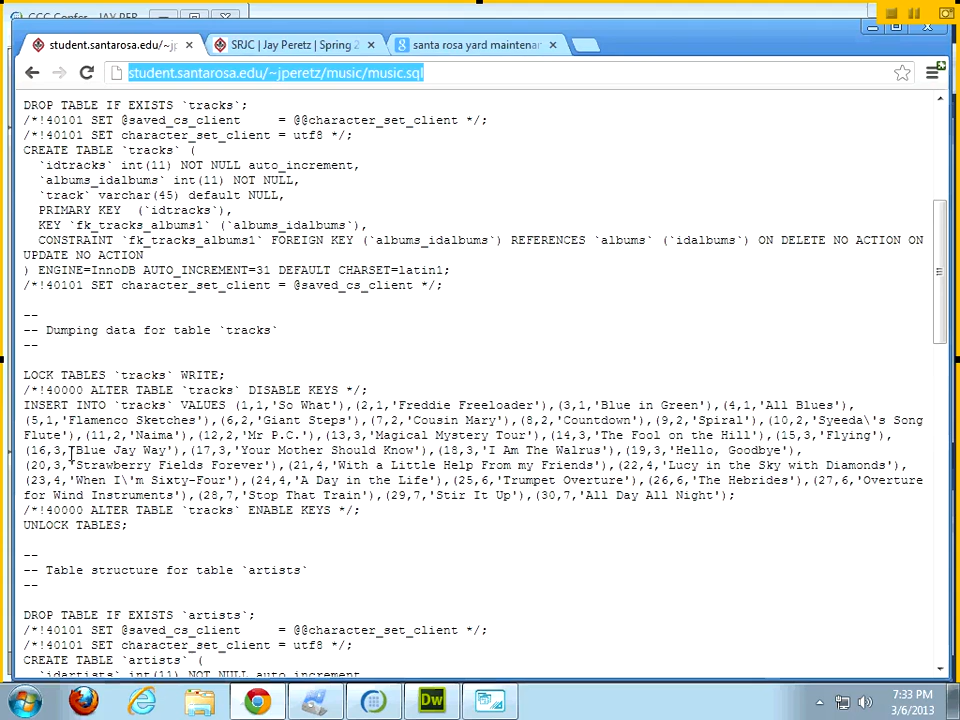 CCC Confer - JAY PER
student.santarosa.edu/~jp
SRJC | Jay Peretz | Spring 2
santa rosa yard maintenan
student.santarosa.edu/~jperetz/music/music.sql
DROP TABLE IF EXISTS `tracks`;
/*!40101 SET @saved_cs_client     = @@character_set_client */;
/*!40101 SET character_set_client = utf8 */;
CREATE TABLE `tracks` (
  `idtracks` int(11) NOT NULL auto_increment,
  `albums_idalbums` int(11) NOT NULL,
  `track` varchar(45) default NULL,
  PRIMARY KEY  (`idtracks`),
  KEY `fk_tracks_albums1` (`albums_idalbums`),
  CONSTRAINT `fk_tracks_albums1` FOREIGN KEY (`albums_idalbums`) REFERENCES `albums` (`idalbums`) ON DELETE NO ACTION ON
UPDATE NO ACTION
) ENGINE=InnoDB AUTO_INCREMENT=31 DEFAULT CHARSET=latin1;
/*!40101 SET character_set_client = @saved_cs_client */;
--
-- Dumping data for table `tracks`
--
LOCK TABLES `tracks` WRITE;
/*!40000 ALTER TABLE `tracks` DISABLE KEYS */;
INSERT INTO `tracks` VALUES (1,1,'So What'),(2,1,'Freddie Freeloader'),(3,1,'Blue in Green'),(4,1,'All Blues'),
(5,1,'Flamenco Sketches'),(6,2,'Giant Steps'),(7,2,'Cousin Mary'),(8,2,'Countdown'),(9,2,'Spiral'),(10,2,'Syeeda\'s Song
Flute'),(11,2,'Naima'),(12,2,'Mr P.C.'),(13,3,'Magical Mystery Tour'),(14,3,'The Fool on the Hill'),(15,3,'Flying'),
(16,3,'Blue Jay Way'),(17,3,'Your Mother Should Know'),(18,3,'I Am The Walrus'),(19,3,'Hello, Goodbye'),
(20,3,'Strawberry Fields Forever'),(21,4,'With a Little Help From my Friends'),(22,4,'Lucy in the Sky with Diamonds'),
(23,4,'When I\'m Sixty-Four'),(24,4,'A Day in the Life'),(25,6,'Trumpet Overture'),(26,6,'The Hebrides'),(27,6,'Overture
for Wind Instruments'),(28,7,'Stop That Train'),(29,7,'Stir It Up'),(30,7,'All Day All Night');
/*!40000 ALTER TABLE `tracks` ENABLE KEYS */;
UNLOCK TABLES;
--
-- Table structure for table `artists`
--
DROP TABLE IF EXISTS `artists`;
/*!40101 SET @saved_cs_client     = @@character_set_client */;
/*!40101 SET character_set_client = utf8 */;
CREATE TABLE `artists` (
  `idartists` int(11) NOT NULL auto_increment
Dw
7:33 PM
3/6/2013